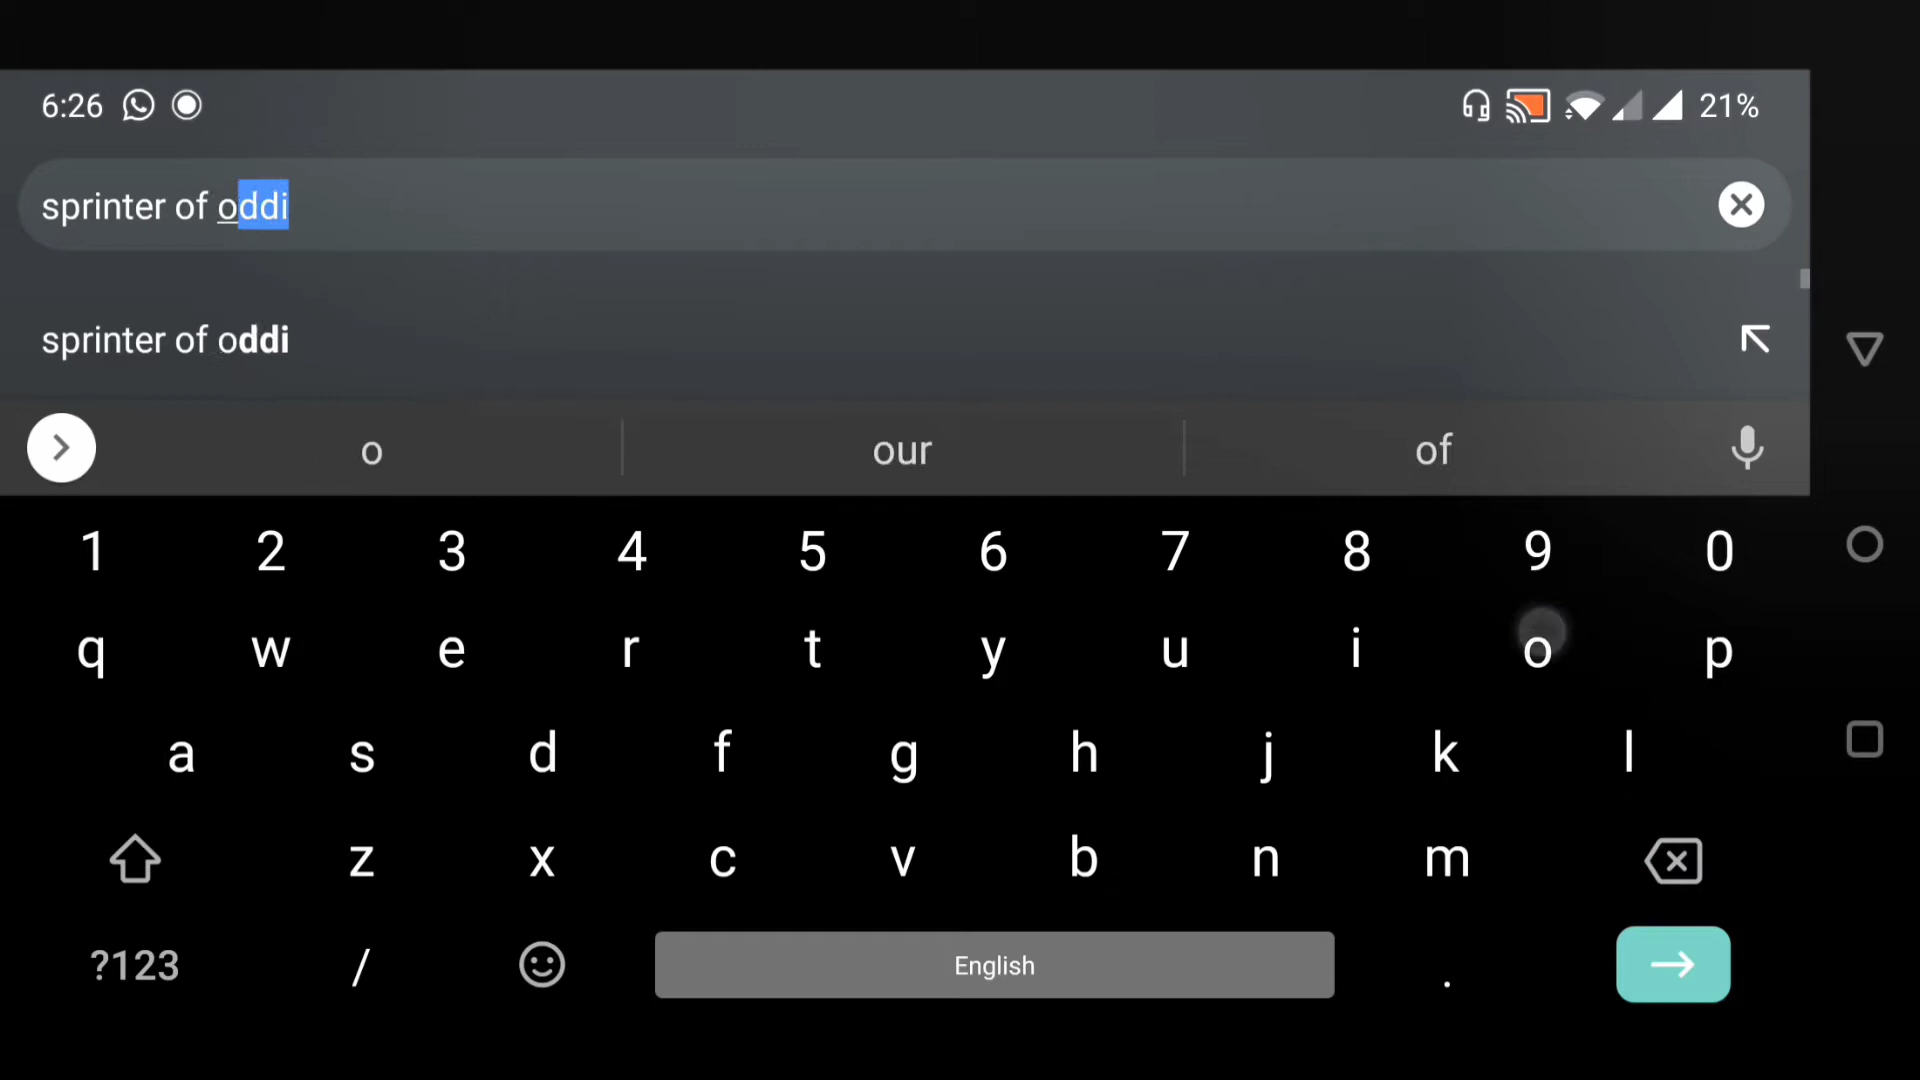 6:26 21%
sprinter of oddi
sprinter of oddi
o our of
1 2 3 4 5 6 7 8 9 0
q w e r t y u i o p
a s d f g h j k l
z x c v b n m
?123 / English .